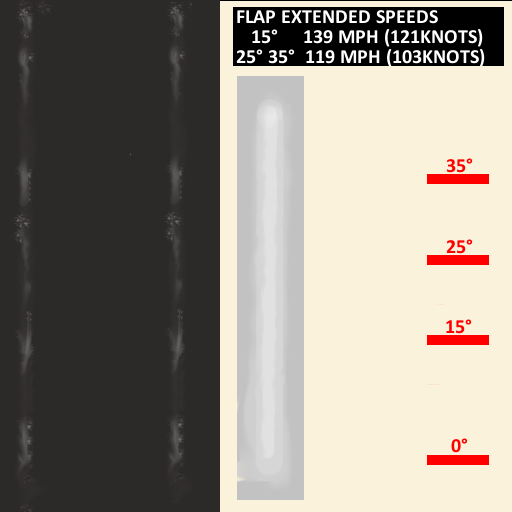 FLAP EXTENDED SPEEDS
15° 139 MPH (121KNOTS)
25° 35° 119 MPH (103KNOTS)
35°
25°
15°
0°